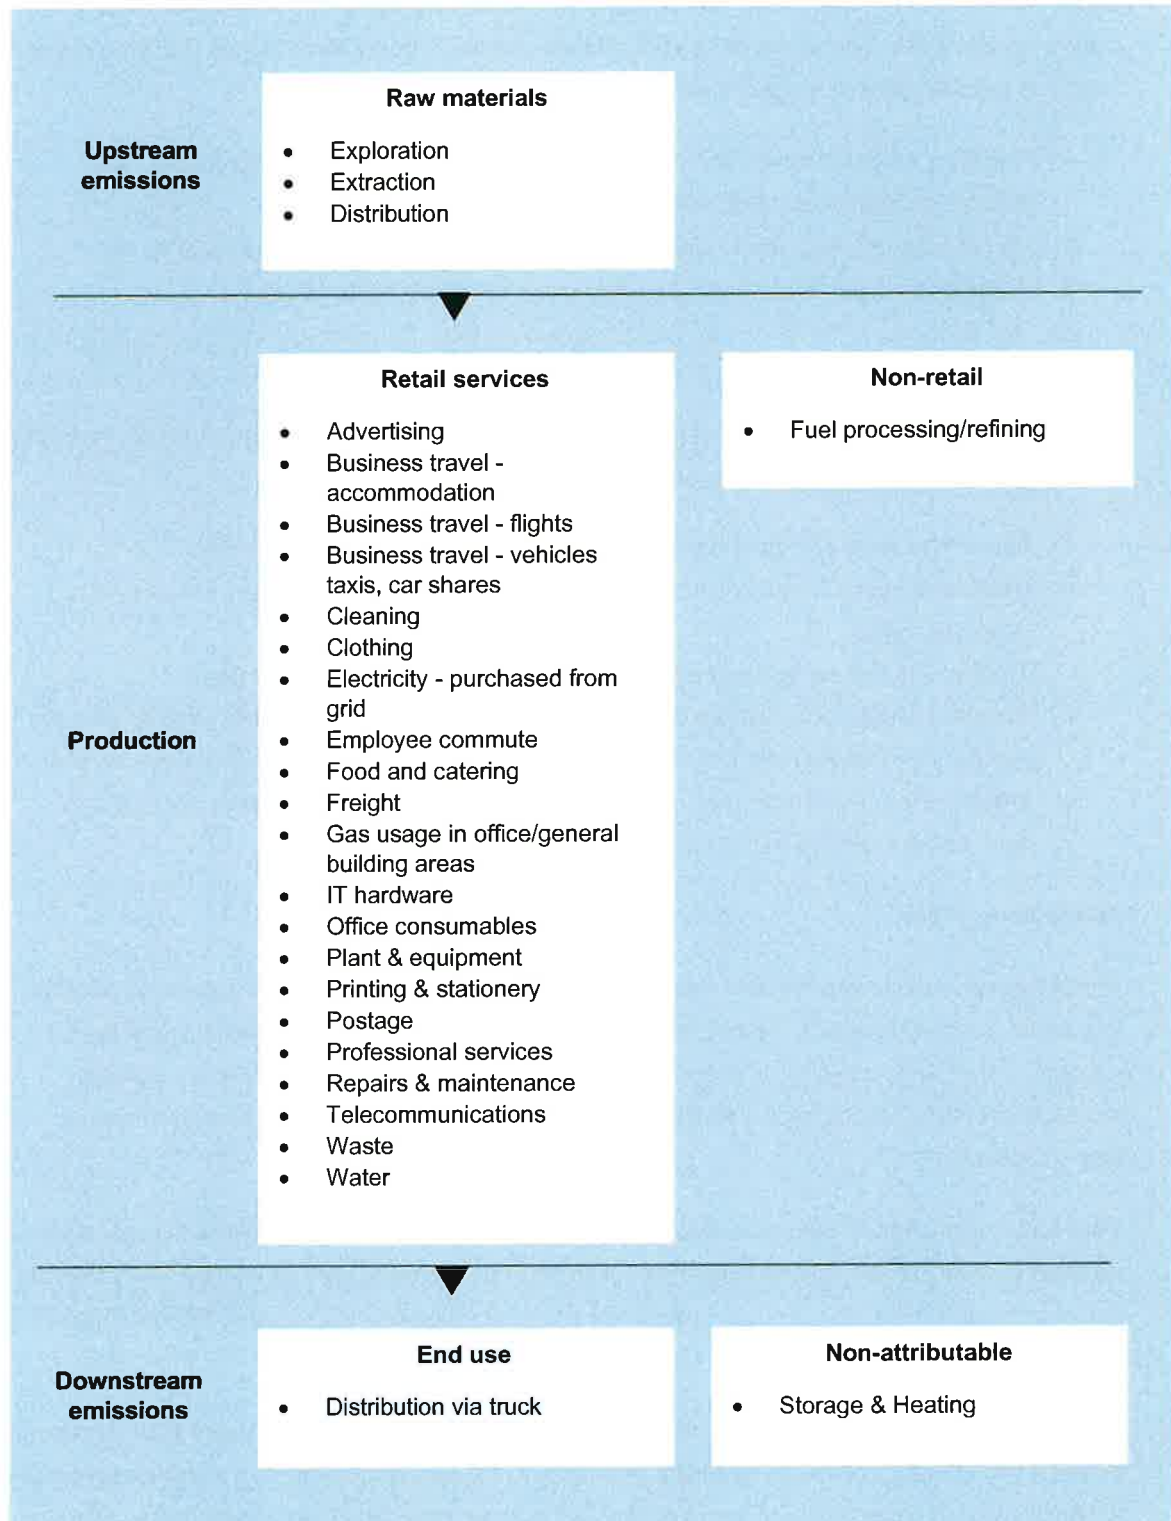 Raw materials
Upstream
emissions
• Exploration
• Extraction
• Distribution
Retail services
Non-retail
• Advertising
• Fuel processing/refining
• Business travel -
accommodation
• Business travel - flights
• Business travel - vehicles
taxis, car shares
• Cleaning
• Clothing
• Electricity - purchased from
grid
Production
• Employee commute
• Food and catering
• Freight
• Gas usage in office/general
building areas
• IT hardware
• Office consumables
• Plant & equipment
• Printing & stationery
• Postage
• Professional services
• Repairs & maintenance
• Telecommunications
• Waste
• Water
End use
Non-attributable
Downstream
emissions
• Distribution via truck
• Storage & Heating